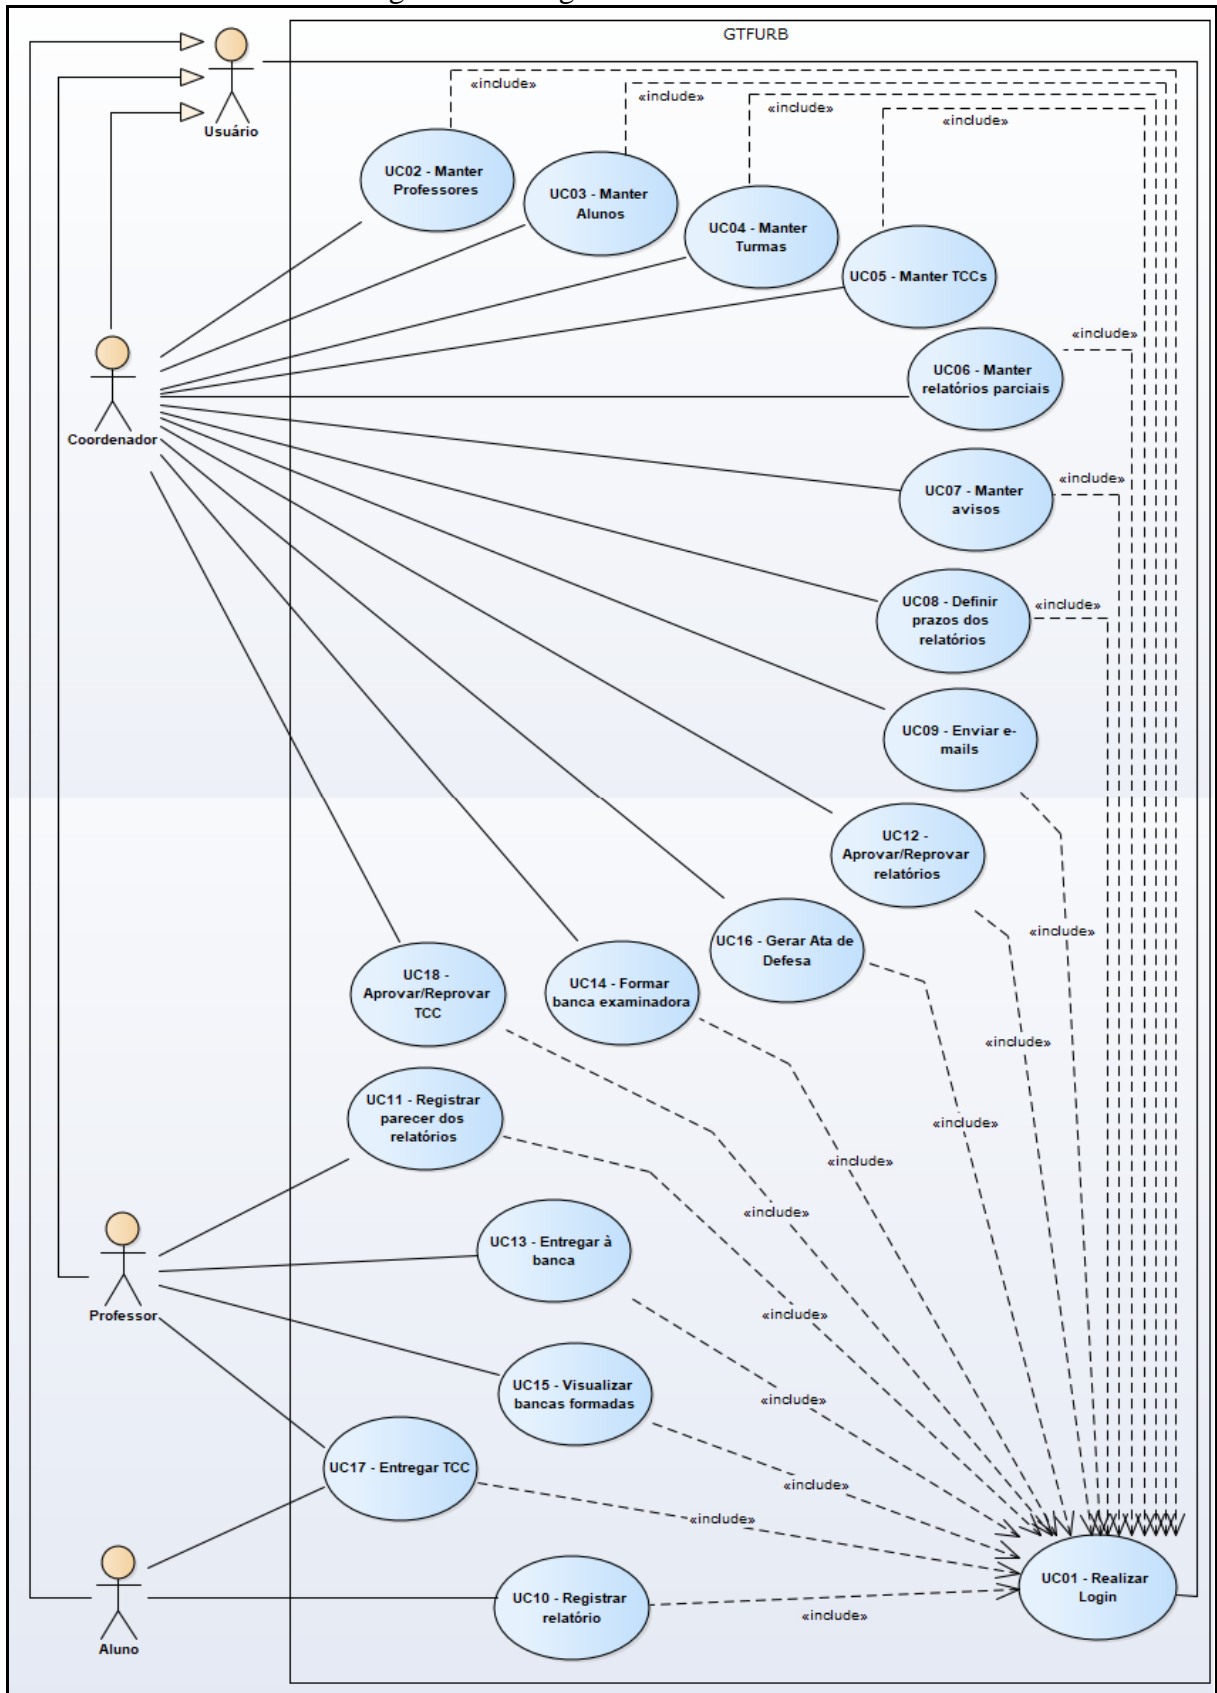 GTFURB
Usuário
«include»
«include»
«include»
«include»
UC02 - Manter
Professores
UC03 - Manter
Alunos
UC04 - Manter
Turmas
UC05 - Manter TCCs
«include»
UC06 - Manter
relatórios parciais
Coordenador
UC07 - Manter
avisos
«include»
UC08 - Definir
prazos dos
relatórios
«include»
UC09 - Enviar e-
mails
UC12 -
Aprovar/Reprovar
relatórios
«include»
UC16 - Gerar Ata de
Defesa
UC18 -
Aprovar/Reprovar
TCC
UC14 - Formar
banca examinadora
«include»
UC11 - Registrar
parecer dos
relatórios
«include»
«include»
«include»
UC13 - Entregar à
banca
Professor
«include»
UC15 - Visualizar
bancas formadas
«include»
UC17 - Entregar TCC
«include»
«include»
UC01 - Realizar
Login
UC10 - Registrar
relatório
«include»
Aluno